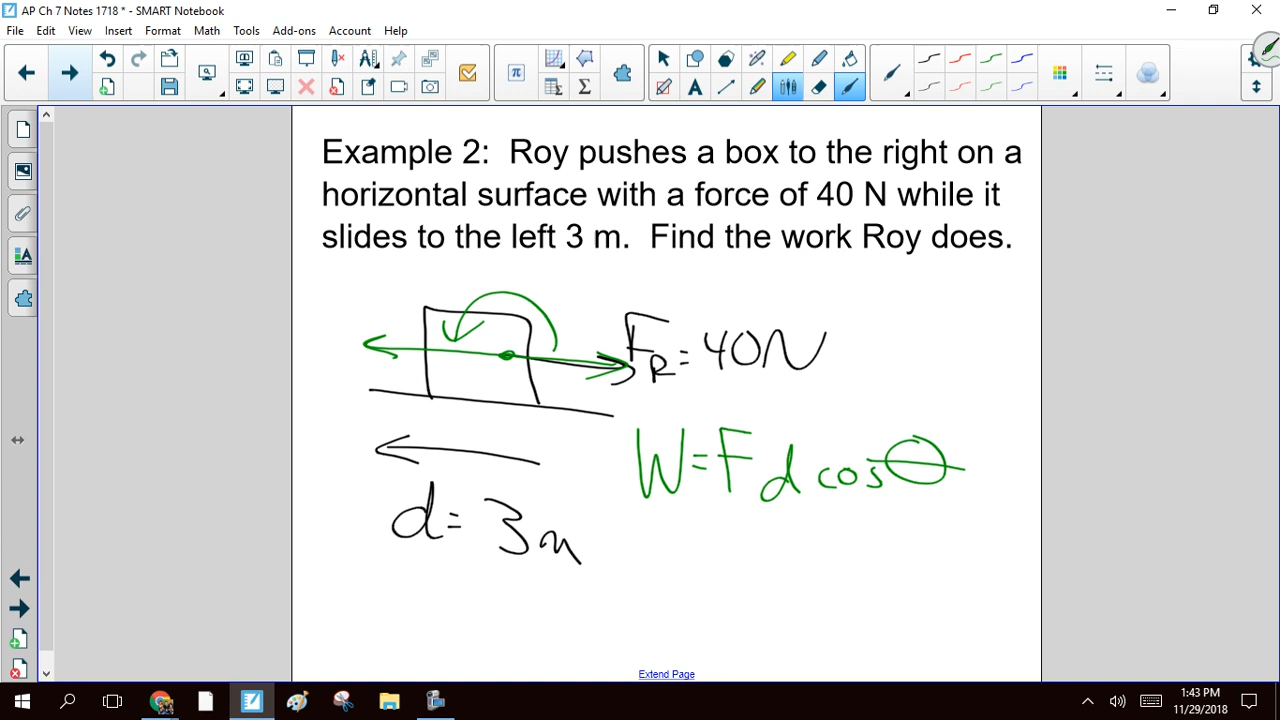 AP Ch 7 Notes 1718 * - SMART Notebook
File Edit View Insert Format Math Tools Add-ons Account Help
Example 2: Roy pushes a box to the right on a
horizontal surface with a force of 40 N while it
slides to the left 3 m. Find the work Roy does.
F_R = 40N
W = F d cos θ
d = 3m
Extend Page
1:43 PM
11/29/2018